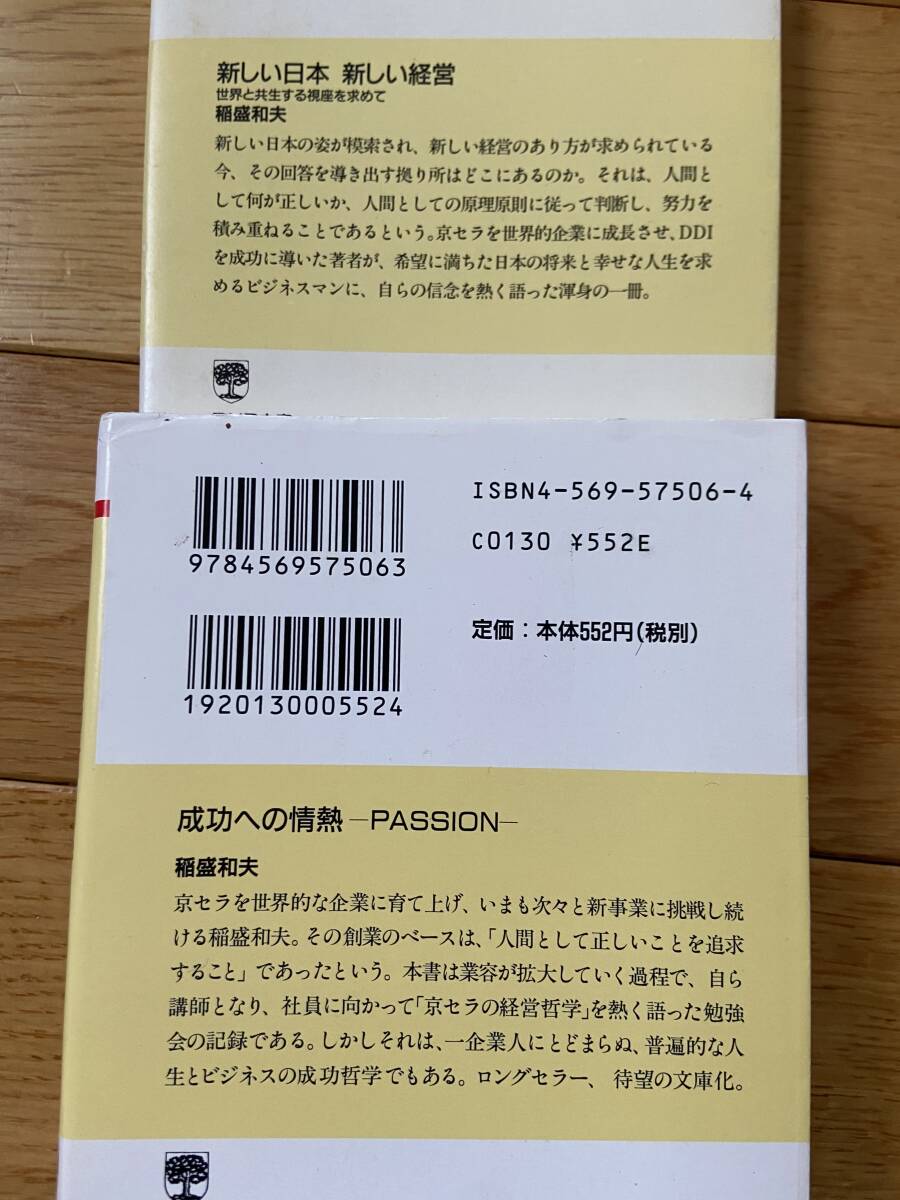 新しい日本 新しい経営
世界と共生する視座を求めて
稲盛和夫
新しい日本の姿が模索され、新しい経営のあり方が求められている
今、その回答を導き出す拠り所はどこにあるのか。それは、人間と
して何が正しいか、人間としての原理原則に従って判断し、努力を
積み重ねることであるという。京セラを世界的企業に成長させ、DDI
を成功に導いた著者が、希望に満ちた日本の将来と幸せな人生を求
めるビジネスマンに、自らの信念を熱く語った渾身の一冊。
ISBN4-569-57506-4
C0130 ¥552E
9784569575063
定価：本体552円(税別)
1920130005524
成功への情熱 —PASSION—
稲盛和夫
京セラを世界的な企業に育て上げ、いまも次々と新事業に挑戦し続
ける稲盛和夫。その創業のベースは、「人間として正しいことを追求
すること」であったという。本書は業容が拡大していく過程で、自ら
講師となり、社員に向かって「京セラの経営哲学」を熱く語った勉強
会の記録である。しかしそれは、一企業人にとどまらぬ、普遍的な人
生とビジネスの成功哲学でもある。ロングセラー、待望の文庫化。